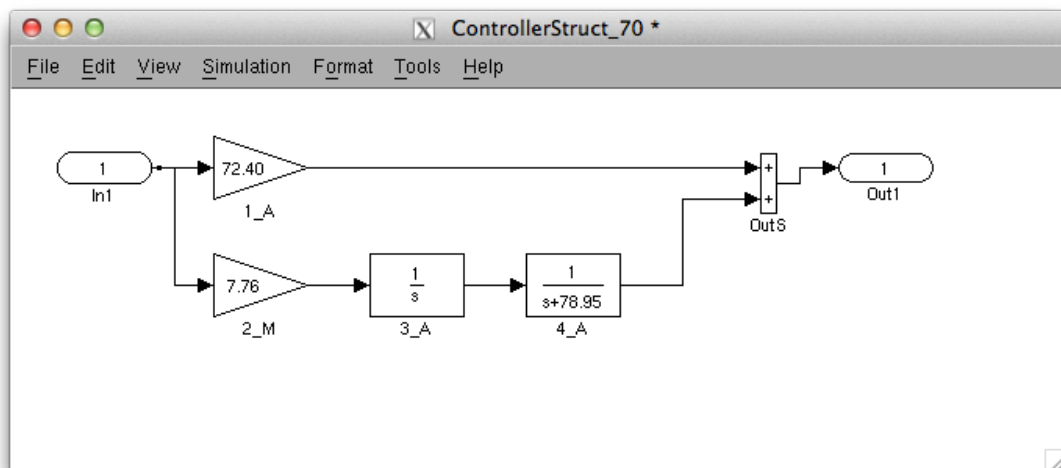 ControllerStruct_70 *
File Edit View Simulation Format Tools Help
1
In1
72.40
1_A
+
+
OutS
1
Out1
7.76
2_M
1
s
3_A
1
s+78.95
4_A